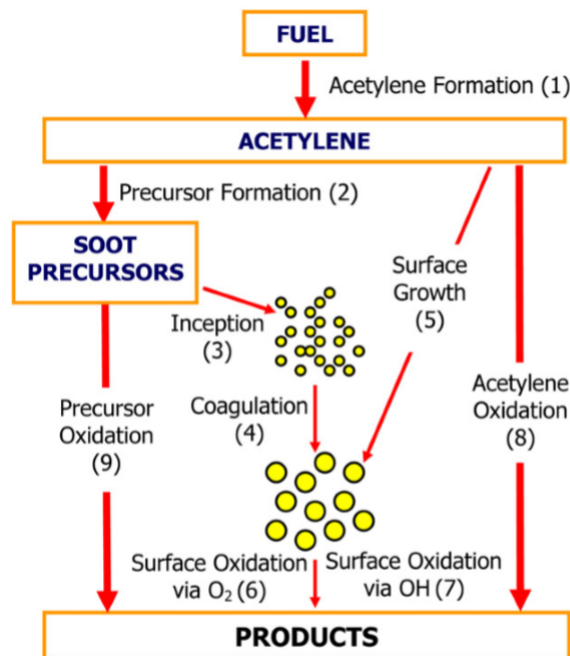 FUEL
Acetylene Formation (1)
ACETYLENE
Precursor Formation (2)
SOOT
PRECURSORS
Surface
Growth
(5)
Inception
(3)
Coagulation
(4)
Acetylene
Oxidation
(8)
Precursor
Oxidation
(9)
Surface Oxidation
via O₂ (6)
Surface Oxidation
via OH (7)
PRODUCTS